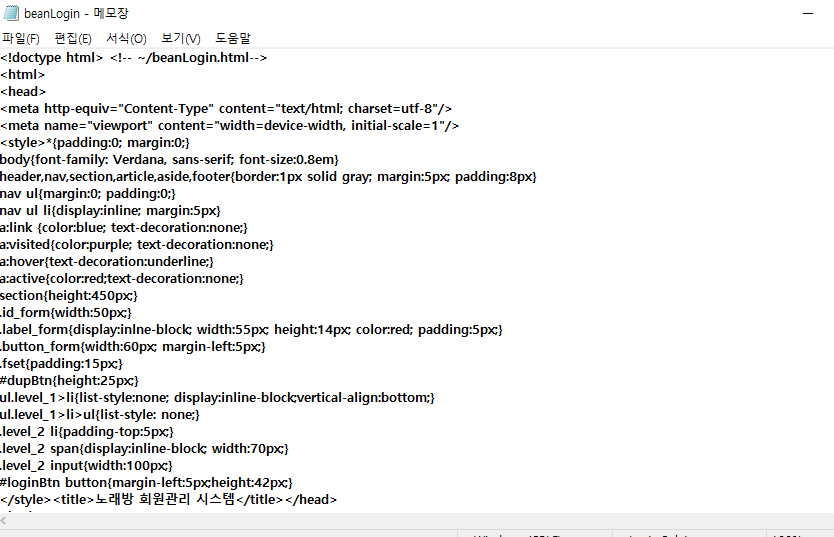 beanLogin - 메모장
파일(F) 편집(E) 서식(O) 보기(V) 도움말
<!doctype html> <!-- ~/beanLogin.html-->
<html>
<head>
<meta http-equiv="Content-Type" content="text/html; charset=utf-8"/>
<meta name="viewport" content="width=device-width, initial-scale=1"/>
<style>*{padding:0; margin:0;}
body{font-family: Verdana, sans-serif; font-size:0.8em}
header,nav,section,article,aside,footer{border:1px solid gray; margin:5px; padding:8px}
nav ul{margin:0; padding:0;}
nav ul li{display:inline; margin:5px}
a:link {color:blue; text-decoration:none;}
a:visited{color:purple; text-decoration:none;}
a:hover{text-decoration:underline;}
a:active{color:red;text-decoration:none;}
section{height:450px;}
.id_form{width:50px;}
.label_form{display:inlne-block; width:55px; height:14px; color:red; padding:5px;}
.button_form{width:60px; margin-left:5px;}
.fset{padding:15px;}
#dupBtn{height:25px;}
ul.level_1>li{list-style:none; display:inline-block;vertical-align:bottom;}
ul.level_1>li>ul{list-style: none;}
.level_2 li{padding-top:5px;}
.level_2 span{display:inline-block; width:70px;}
.level_2 input{width:100px;}
#loginBtn button{margin-left:5px;height:42px;}
</style><title>노래방 회원관리 시스템</title></head>